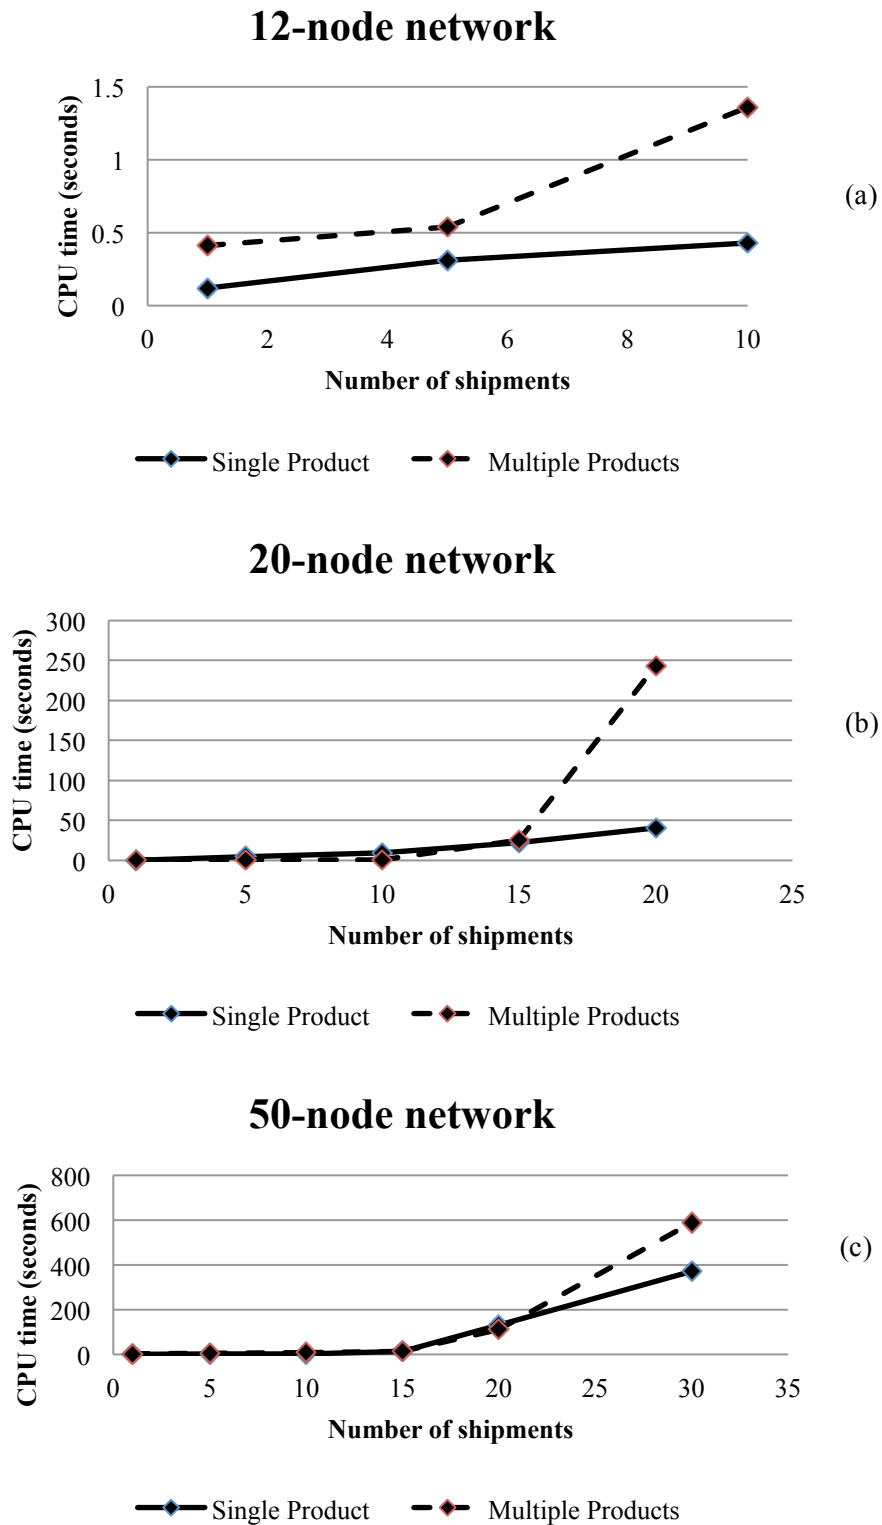 12-node network
1.5
1
0.5
0
CPU time (seconds)
0 2 4 6 8 10
Number of shipments
(a)
Single Product Multiple Products
20-node network
300
250
200
150
100
50
0
CPU time (seconds)
0 5 10 15 20 25
Number of shipments
(b)
Single Product Multiple Products
50-node network
800
600
400
200
0
CPU time (seconds)
0 5 10 15 20 25 30 35
Number of shipments
(c)
Single Product Multiple Products